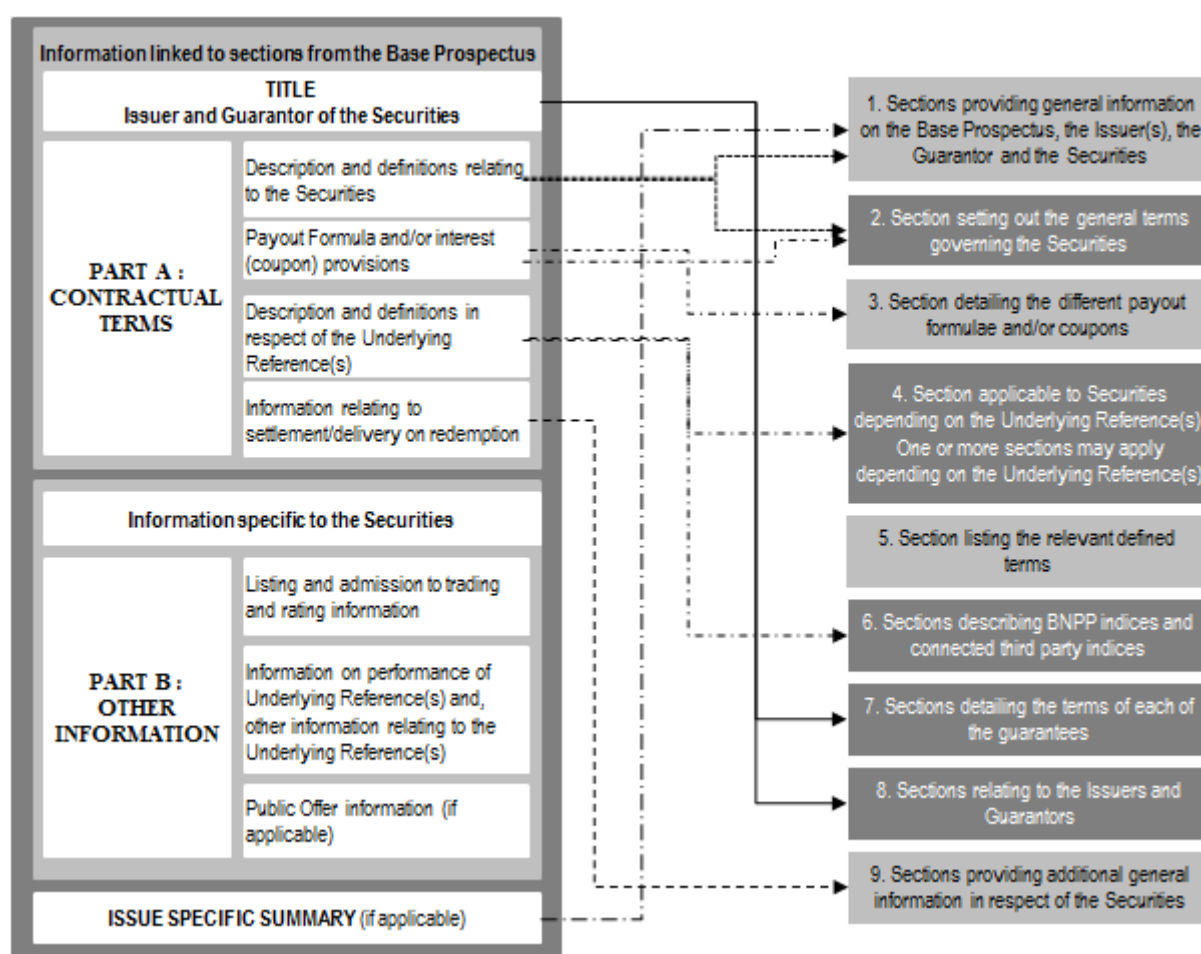 Information linked to sections from the Base Prospectus
TITLE
Issuer and Guarantor of the Securities
PART A :
CONTRACTUAL
TERMS
Description and definitions relating
to the Securities
Payout Formula and/or interest
(coupon) provisions
Description and definitions in
respect of the Underlying
Reference(s)
Information relating to
settlement/delivery on redemption
Information specific to the Securities
PART B :
OTHER
INFORMATION
Listing and admission to trading
and rating information
Information on performance of
Underlying Reference(s) and,
other information relating to the
Underlying Reference(s)
Public Offer information (if
applicable)
ISSUE SPECIFIC SUMMARY (if applicable)
1. Sections providing general information
on the Base Prospectus, the Issuer(s), the
Guarantor and the Securities
2. Section setting out the general terms
governing the Securities
3. Section detailing the different payout
formulae and/or coupons
4. Section applicable to Securities
depending on the Underlying Reference(s)
One or more sections may apply
depending on the Underlying Reference(s)
5. Section listing the relevant defined
terms
6. Sections describing BNPP indices and
connected third party indices
7. Sections detailing the terms of each of
the guarantees
8. Sections relating to the Issuers and
Guarantors
9. Sections providing additional general
information in respect of the Securities